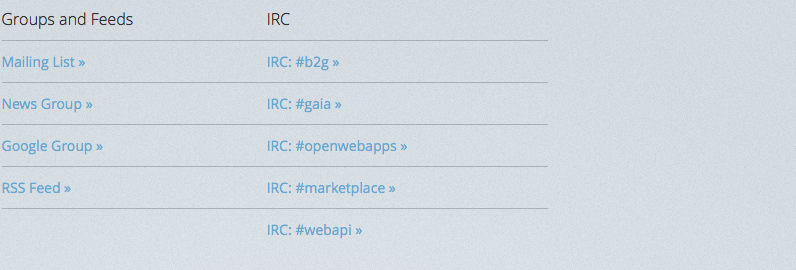 Groups and Feeds
Mailing List »
News Group »
Google Group »
RSS Feed »
IRC
IRC: #b2g »
IRC: #gaia »
IRC: #openwebapps »
IRC: #marketplace »
IRC: #webapi »